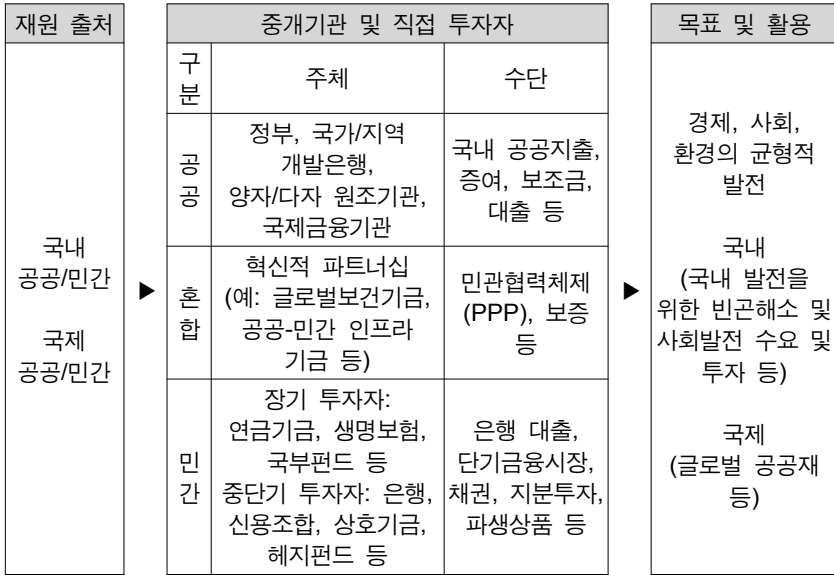 재원 출처
국내
공공/민간
국제
공공/민간
▶
중개기관 및 직접 투자자
구
분
주체
수단
공
공
정부, 국가/지역
개발은행,
양자/다자 원조기관,
국제금융기관
국내 공공지출,
증여, 보조금,
대출 등
혼
합
혁신적 파트너십
(예: 글로벌보건기금,
공공-민간 인프라
기금 등)
민관협력체제
(PPP), 보증
등
민
간
장기 투자자:
연금기금, 생명보험,
국부펀드 등
중단기 투자자: 은행,
신용조합, 상호기금,
헤지펀드 등
은행 대출,
단기금융시장,
채권, 지분투자,
파생상품 등
▶
목표 및 활용
경제, 사회,
환경의 균형적
발전
국내
(국내 발전을
위한 빈곤해소 및
사회발전 수요 및
투자 등)
국제
(글로벌 공공재
등)